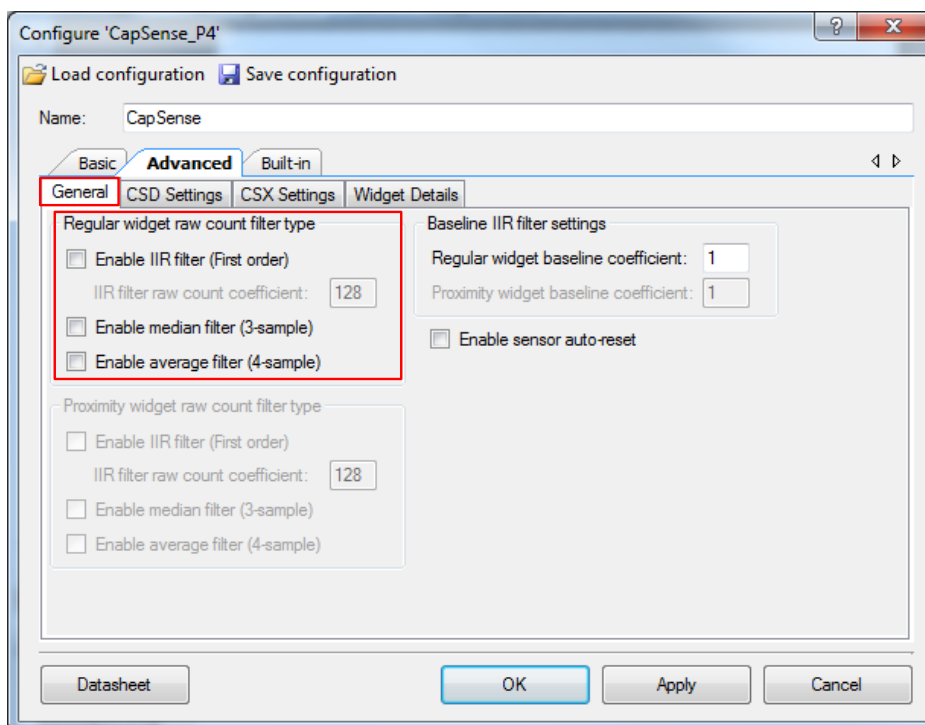 Configure 'CapSense_P4'
Load configuration Save configuration
Name: CapSense
Basic Advanced Built-in
General CSD Settings CSX Settings Widget Details
Regular widget raw count filter type
Enable IIR filter (First order)
IIR filter raw count coefficient: 128
Enable median filter (3-sample)
Enable average filter (4-sample)
Baseline IIR filter settings
Regular widget baseline coefficient: 1
Proximity widget baseline coefficient: 1
Enable sensor auto-reset
Proximity widget raw count filter type
Enable IIR filter (First order)
IIR filter raw count coefficient: 128
Enable median filter (3-sample)
Enable average filter (4-sample)
Datasheet OK Apply Cancel